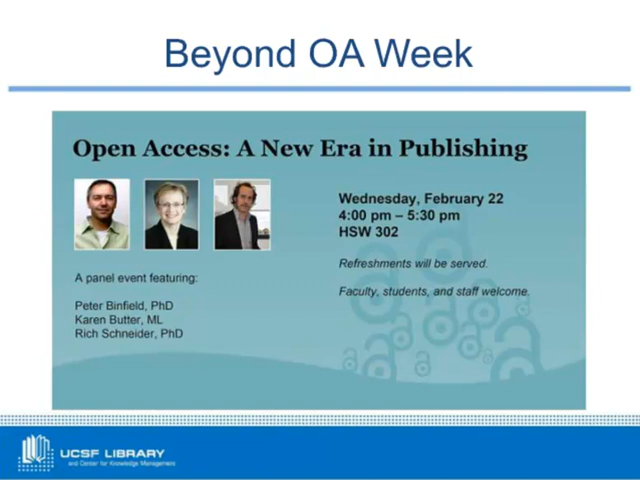 Beyond OA Week
Open Access: A New Era in Publishing
Wednesday, February 22
4:00 pm – 5:30 pm
HSW 302
Refreshments will be served.
Faculty, students, and staff welcome.
A panel event featuring:
Peter Binfield, PhD
Karen Butter, ML
Rich Schneider, PhD
UCSF LIBRARY
and Center for Knowledge Management